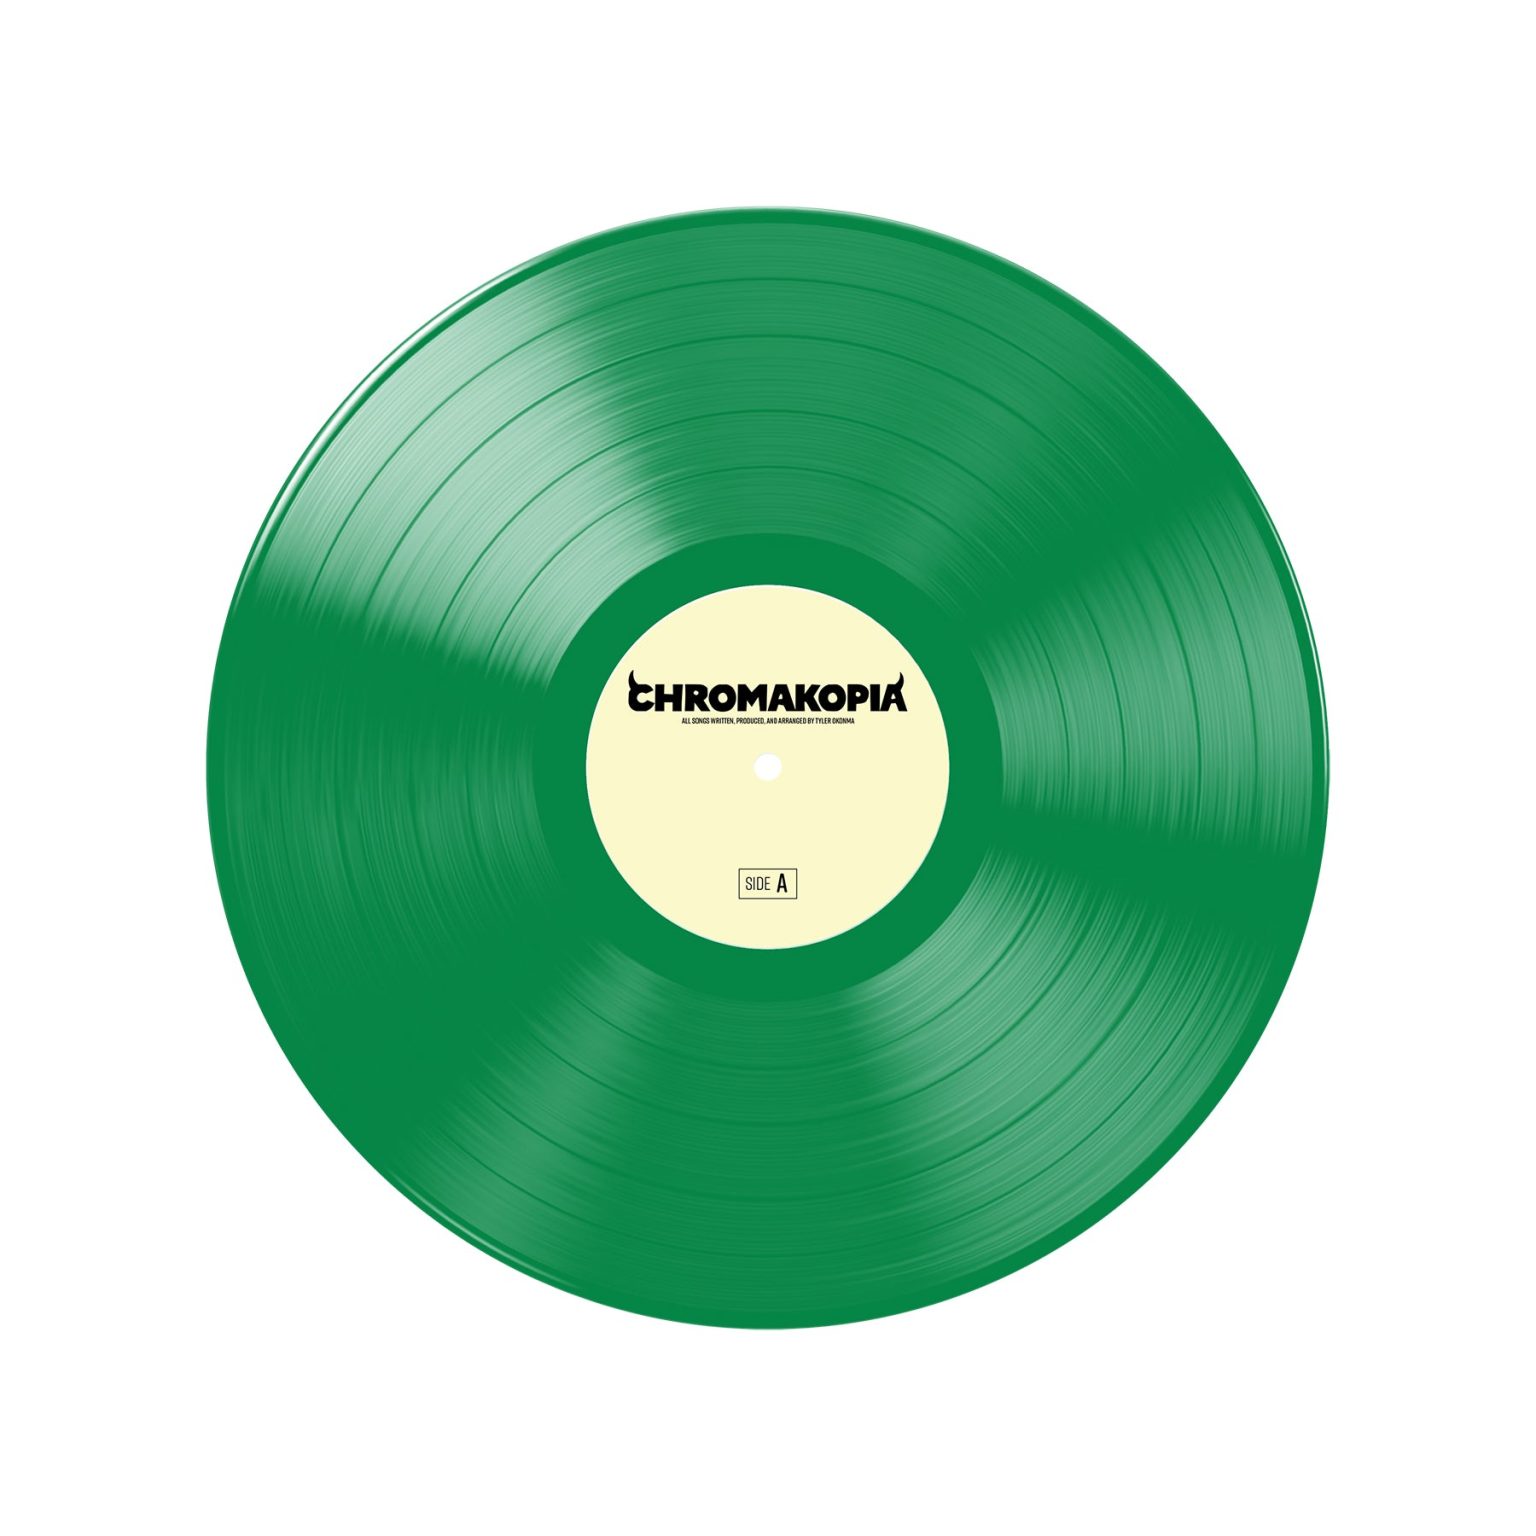 CHROMAKOPIA
ALL SONGS WRITTEN, PRODUCED, AND ARRANGED BY TYLER OKONMA
SIDE A